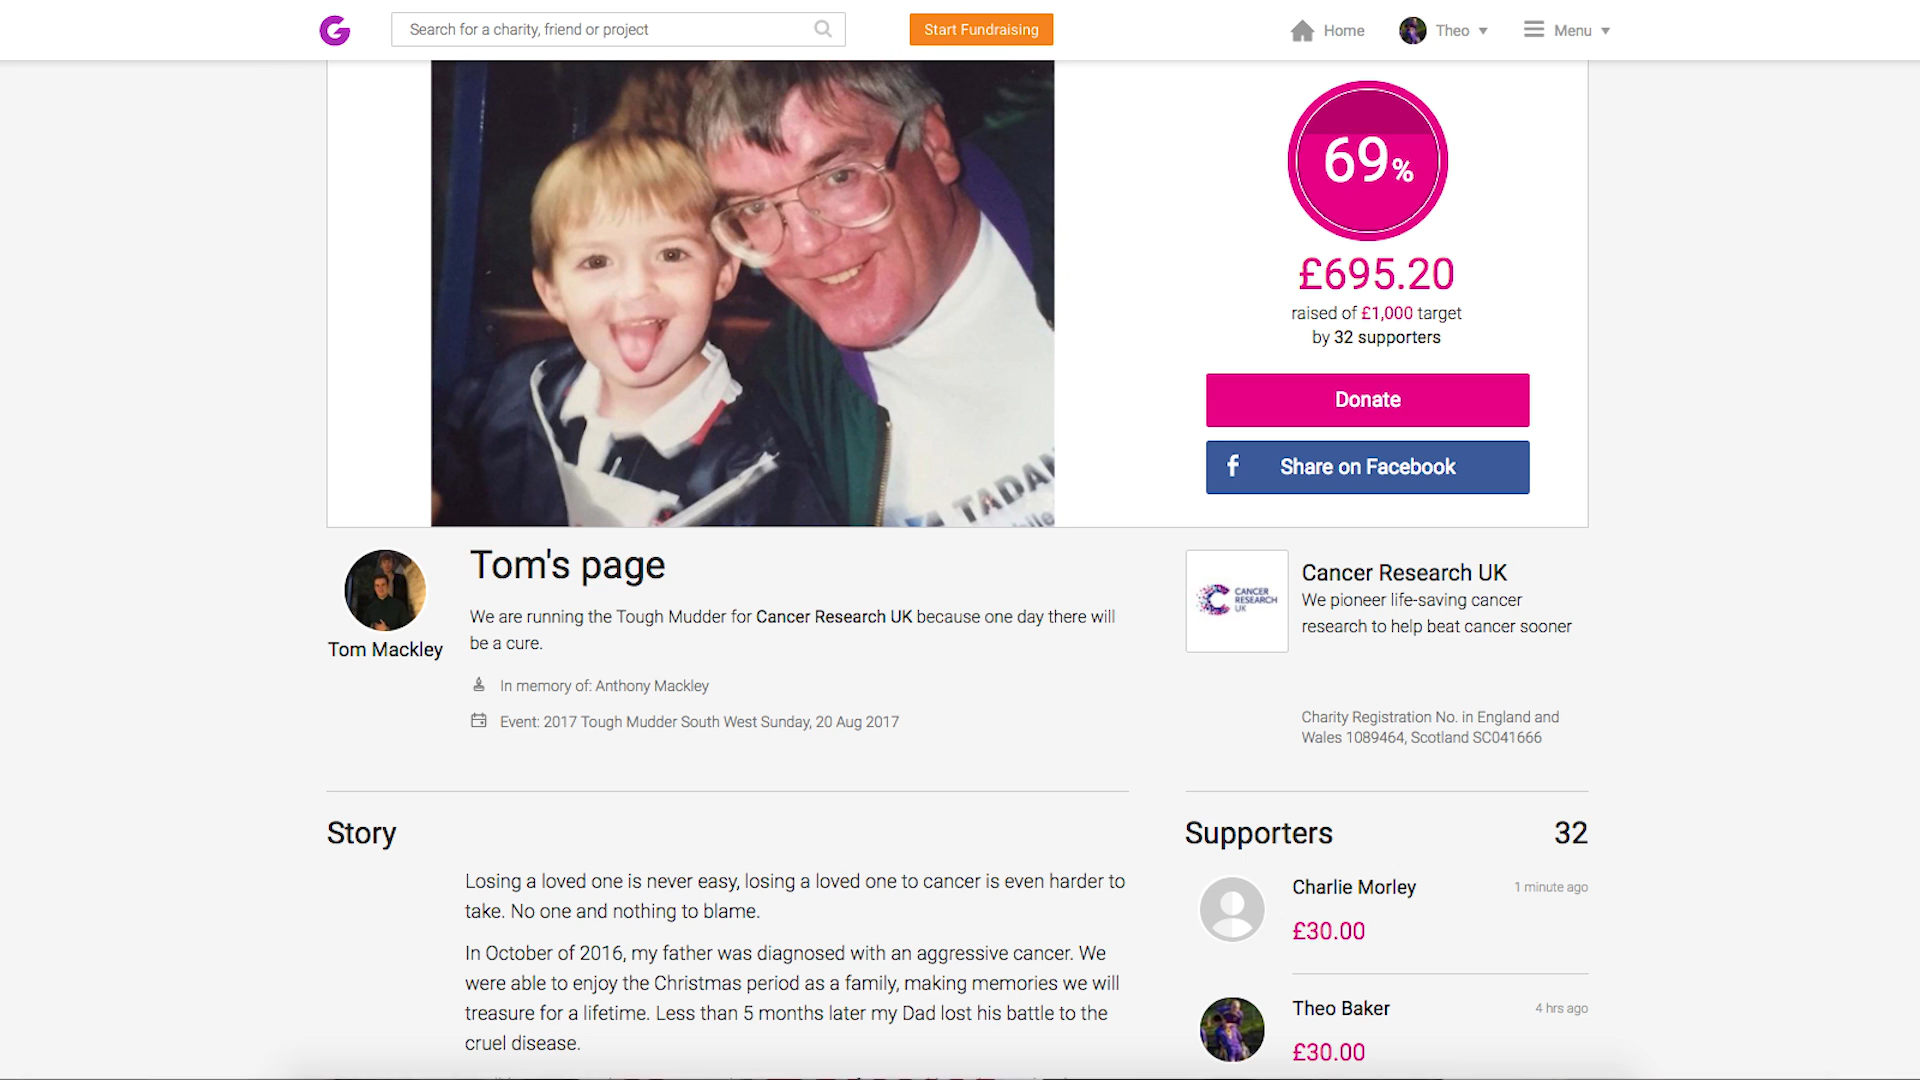 Search for a charity, friend or project
Start Fundraising
Home
Theo
Menu
69%
£695.20
raised of £1,000 target
by 32 supporters
Donate
f Share on Facebook
TADA
Tom Mackley
Tom's page
We are running the Tough Mudder for Cancer Research UK because one day there will
be a cure.
In memory of: Anthony Mackley
Event: 2017 Tough Mudder South West Sunday, 20 Aug 2017
CANCER
RESEARCH
UK
Cancer Research UK
We pioneer life-saving cancer
research to help beat cancer sooner
Charity Registration No. in England and
Wales 1089464, Scotland SC041666
Story
Losing a loved one is never easy, losing a loved one to cancer is even harder to
take. No one and nothing to blame.
In October of 2016, my father was diagnosed with an aggressive cancer. We
were able to enjoy the Christmas period as a family, making memories we will
treasure for a lifetime. Less than 5 months later my Dad lost his battle to the
cruel disease.
Supporters 32
Charlie Morley 1 minute ago
£30.00
Theo Baker 4 hrs ago
£30.00